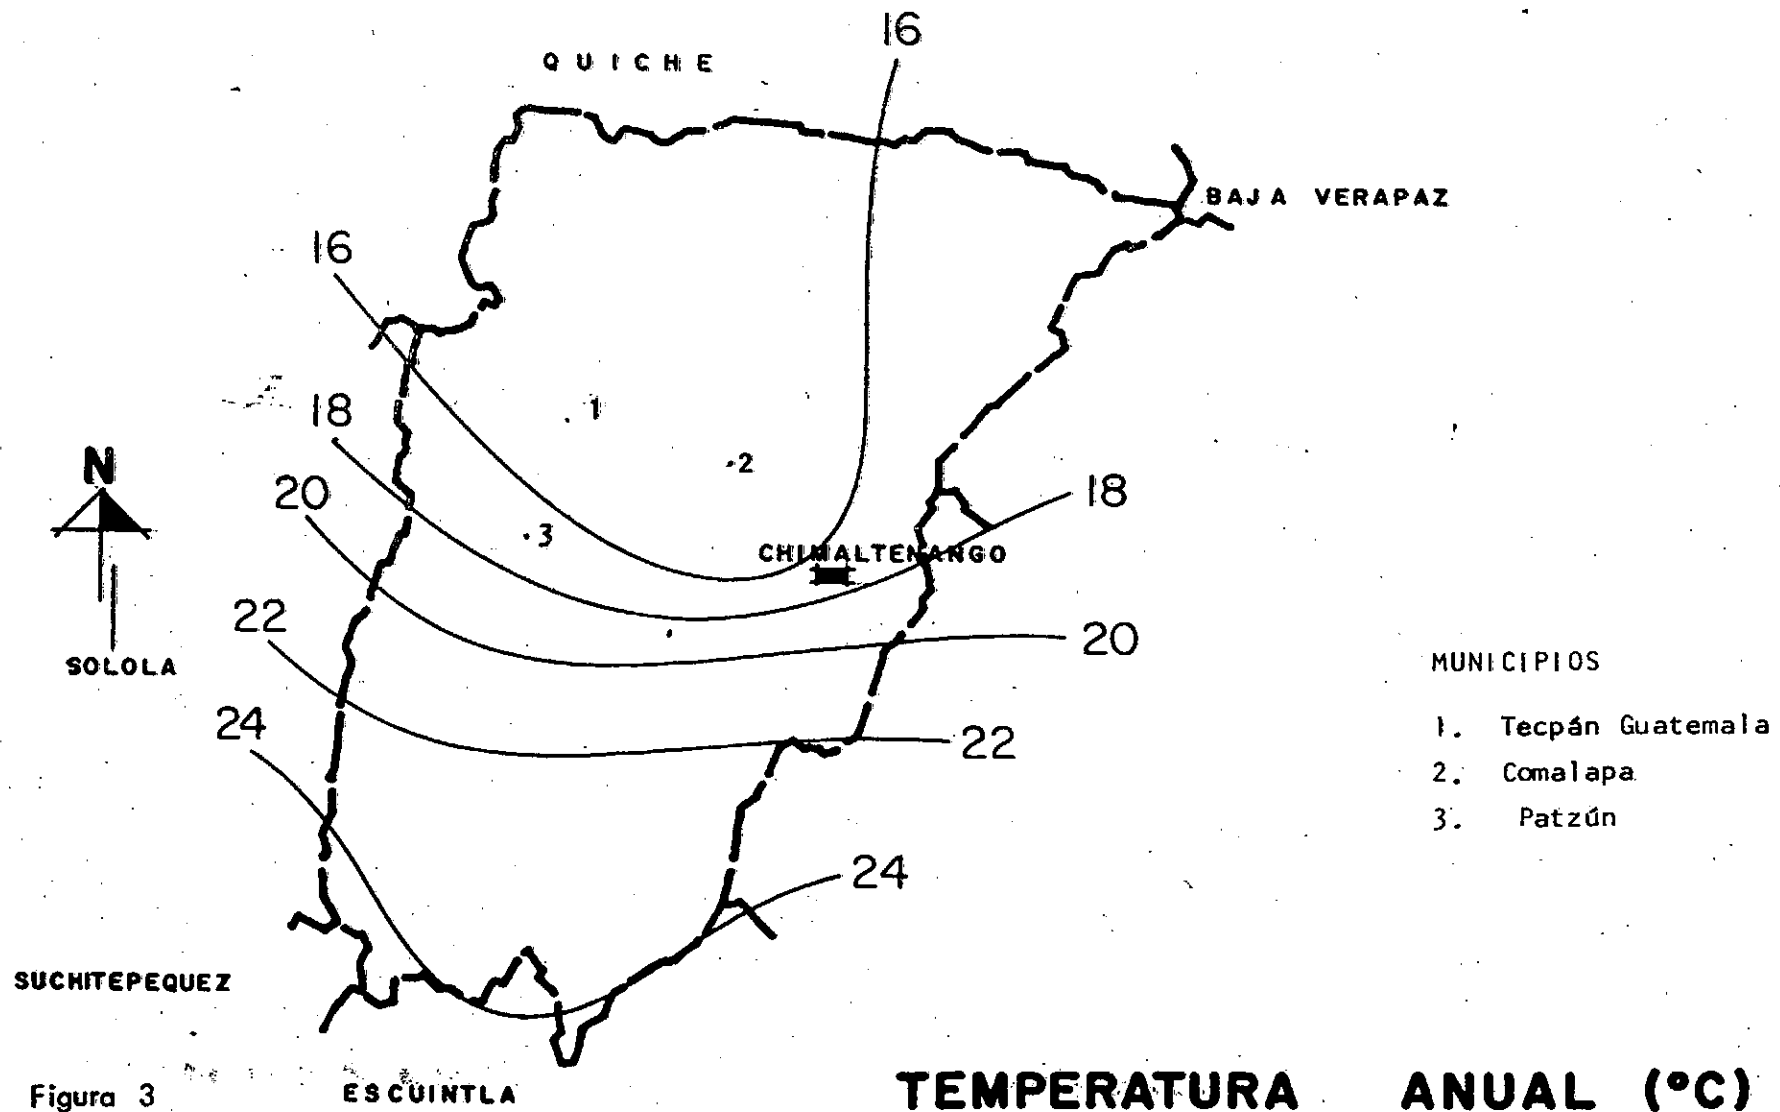 16
QUICHE
BAJA VERAPAZ
16
18
1
2
N
20
18
3
CHIMALTENANGO
22
20
SOLOLA
MUNICIPIOS
24
1. Tecpán Guatemala
22
2. Comalapa
3. Patzún
24
SUCHITEPEQUEZ
Figura 3
ESCUINTLA
TEMPERATURA ANUAL (°C)